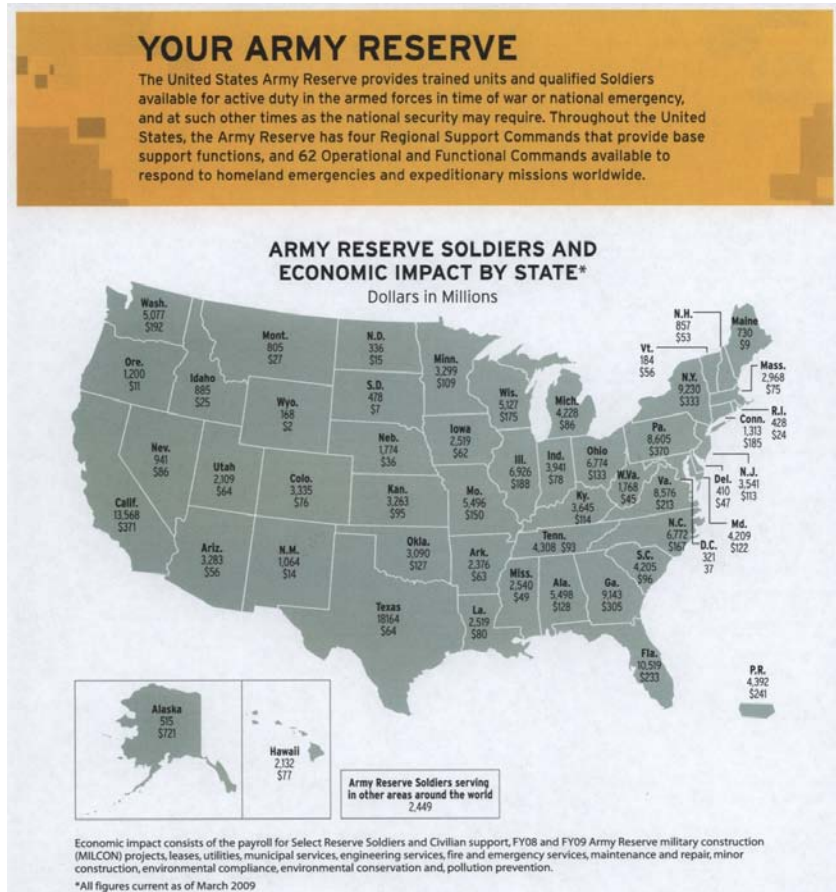 YOUR ARMY RESERVE
The United States Army Reserve provides trained units and qualified Soldiers
available for active duty in the armed forces in time of war or national emergency,
and at such other times as the national security may require. Throughout the United
States, the Army Reserve has four Regional Support Commands that provide base
support functions, and 62 Operational and Functional Commands available to
respond to homeland emergencies and expeditionary missions worldwide.
ARMY RESERVE SOLDIERS AND
ECONOMIC IMPACT BY STATE*
Dollars in Millions
Wash.
5,077
$192
Ore.
1,200
$11
Idaho
885
$25
Mont.
805
$27
Wyo.
168
$2
N.D.
336
$15
S.D.
478
$7
Neb.
1,774
$36
Kan.
3,263
$95
Minn.
3,299
$109
Iowa
2,519
$62
Mo.
5,496
$150
Wis.
5,127
$175
Mich.
4,228
$86
Ill.
6,926
$188
Ind.
3,941
$78
Ohio
6,774
$133
Ky.
3,645
$114
W.Va.
1,768
$45
Va.
8,576
$213
Pa.
8,605
$370
N.Y.
9,230
$333
Vt.
184
$56
N.H.
857
$53
Maine
730
$9
Mass.
2,968
$75
R.I.
428
$24
Conn.
1,313
$185
N.J.
3,541
$113
Del.
410
$47
Md.
4,209
$122
D.C.
321
37
N.C.
6,772
$167
S.C.
4,205
$96
Tenn.
4,308 $93
Ga.
9,143
$305
Ala.
5,498
$128
Miss.
2,540
$49
Fla.
10,519
$233
La.
2,519
$80
Ark.
2,376
$63
Okla.
3,090
$127
Texas
18164
$64
N.M.
1,064
$14
Colo.
3,335
$76
Utah
2,109
$64
Ariz.
3,283
$56
Nev.
941
$86
Calif.
13,568
$371
Alaska
515
$721
Hawaii
2,132
$77
P.R.
4,392
$241
Army Reserve Soldiers serving
in other areas around the world
2,449
Economic impact consists of the payroll for Select Reserve Soldiers and Civilian support, FY08 and FY09 Army Reserve military construction
(MILCON) projects, leases, utilities, municipal services, engineering services, fire and emergency services, maintenance and repair, minor
construction, environmental compliance, environmental conservation and, pollution prevention.
*All figures current as of March 2009